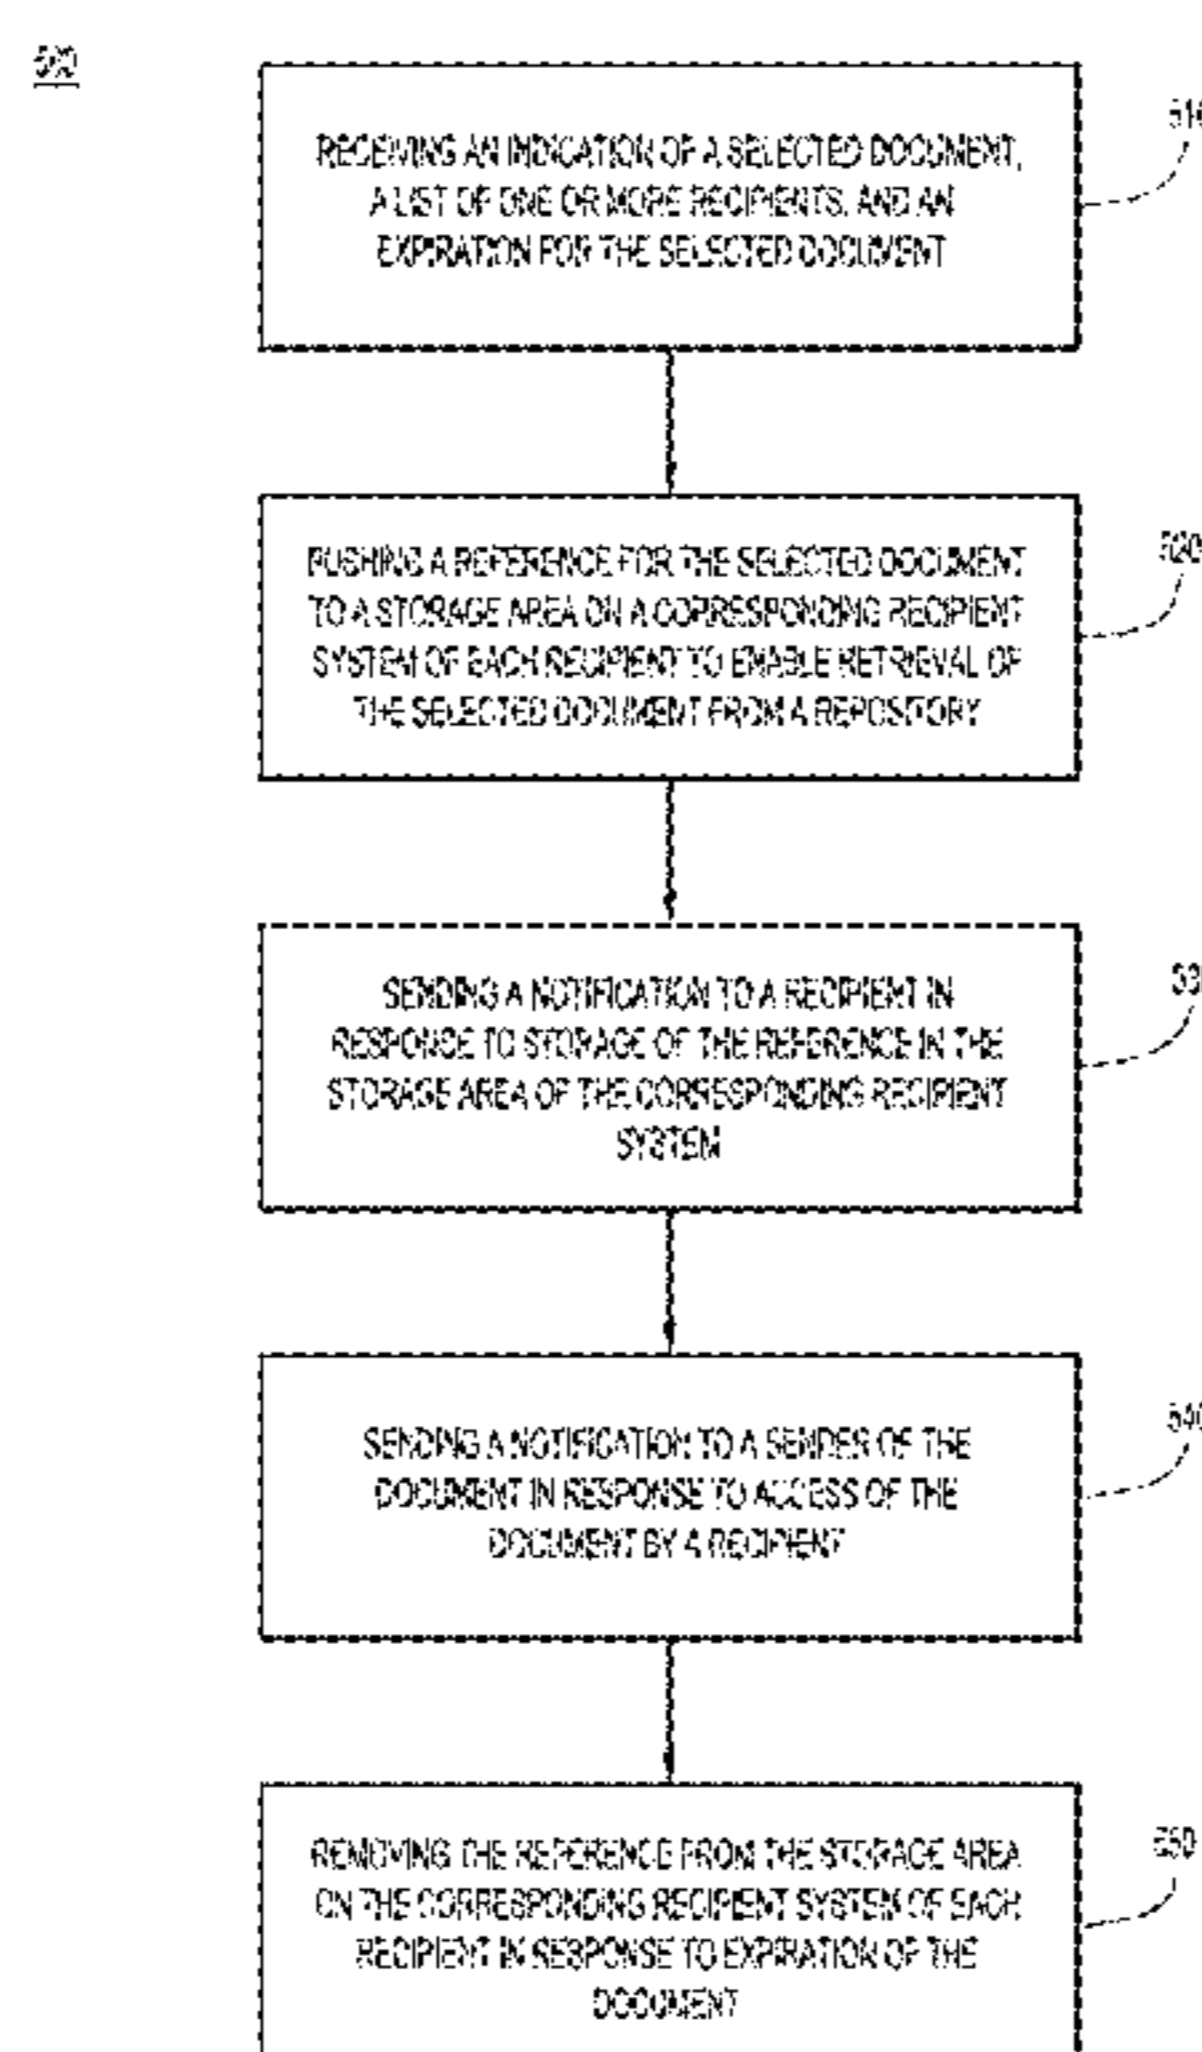 500
RECEIVING AN INDICATION OF A SELECTED DOCUMENT,
A LIST OF ONE OR MORE RECIPIENTS, AND AN
EXPIRATION FOR THE SELECTED DOCUMENT
510
PUSHING A REFERENCE FOR THE SELECTED DOCUMENT
TO A STORAGE AREA ON A CORRESPONDING RECIPIENT
SYSTEM OF EACH RECIPIENT TO ENABLE RETRIEVAL OF
THE SELECTED DOCUMENT FROM A REPOSITORY
520
SENDING A NOTIFICATION TO A RECIPIENT IN
RESPONSE TO STORAGE OF THE REFERENCE IN THE
STORAGE AREA OF THE CORRESPONDING RECIPIENT
SYSTEM
530
SENDING A NOTIFICATION TO A SENDER OF THE
DOCUMENT IN RESPONSE TO ACCESS OF THE
DOCUMENT BY A RECIPIENT
540
REMOVING THE REFERENCE FROM THE STORAGE AREA
ON THE CORRESPONDING RECIPIENT SYSTEM OF EACH
RECIPIENT IN RESPONSE TO EXPIRATION OF THE
DOCUMENT
550